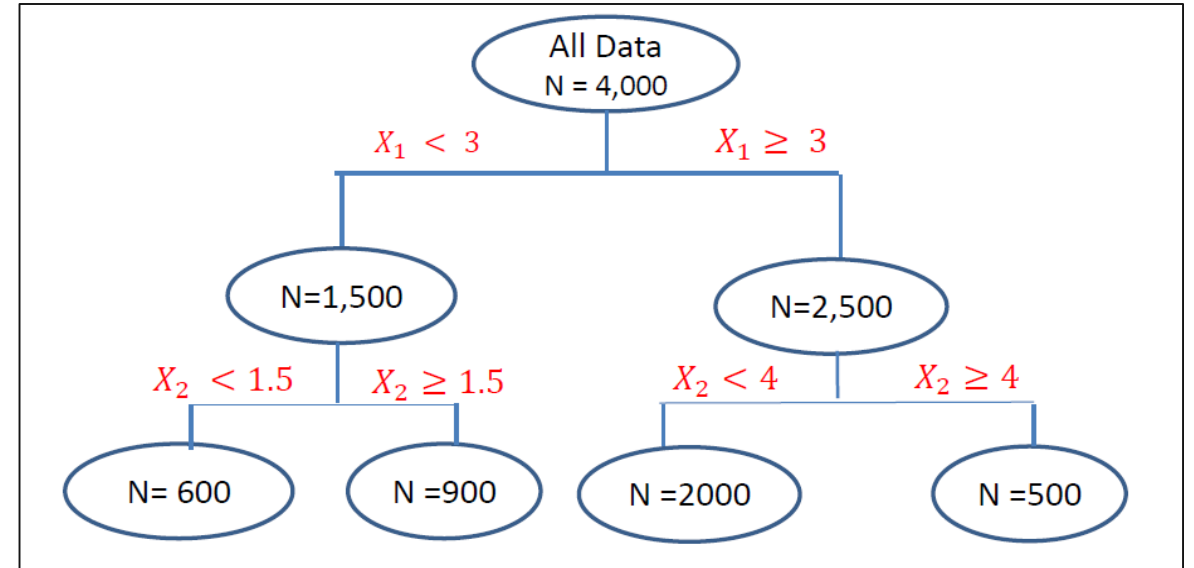 All Data
N = 4,000
X₁ < 3
X₁ ≥ 3
N=1,500
N=2,500
X₂ < 1.5
X₂ ≥ 1.5
X₂ < 4
X₂ ≥ 4
N= 600
N =900
N =2000
N =500